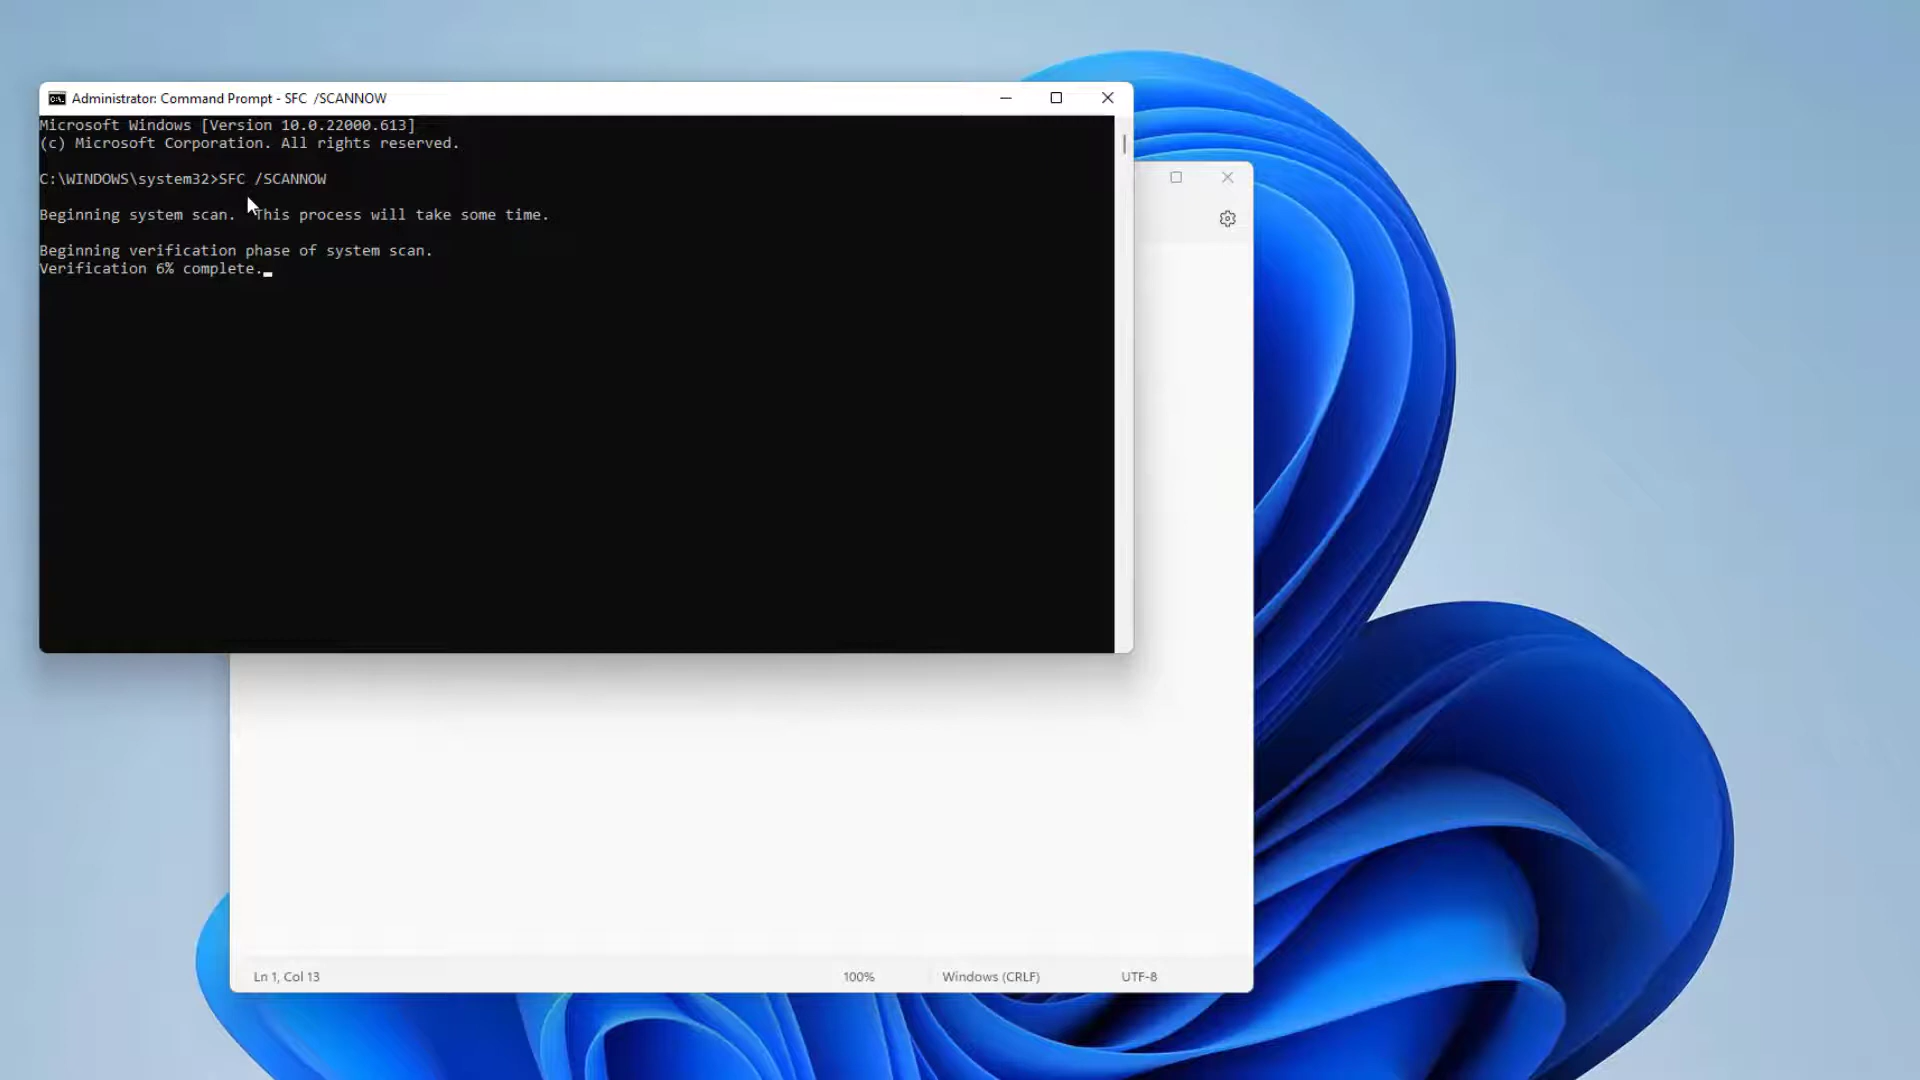 Administrator: Command Prompt - SFC /SCANNOW
Microsoft Windows [Version 10.0.22000.613]
(c) Microsoft Corporation. All rights reserved.
C:\WINDOWS\system32>SFC /SCANNOW
Beginning system scan. This process will take some time.
Beginning verification phase of system scan.
Verification 6% complete.
Ln 1, Col 13
100%
Windows (CRLF)
UTF-8